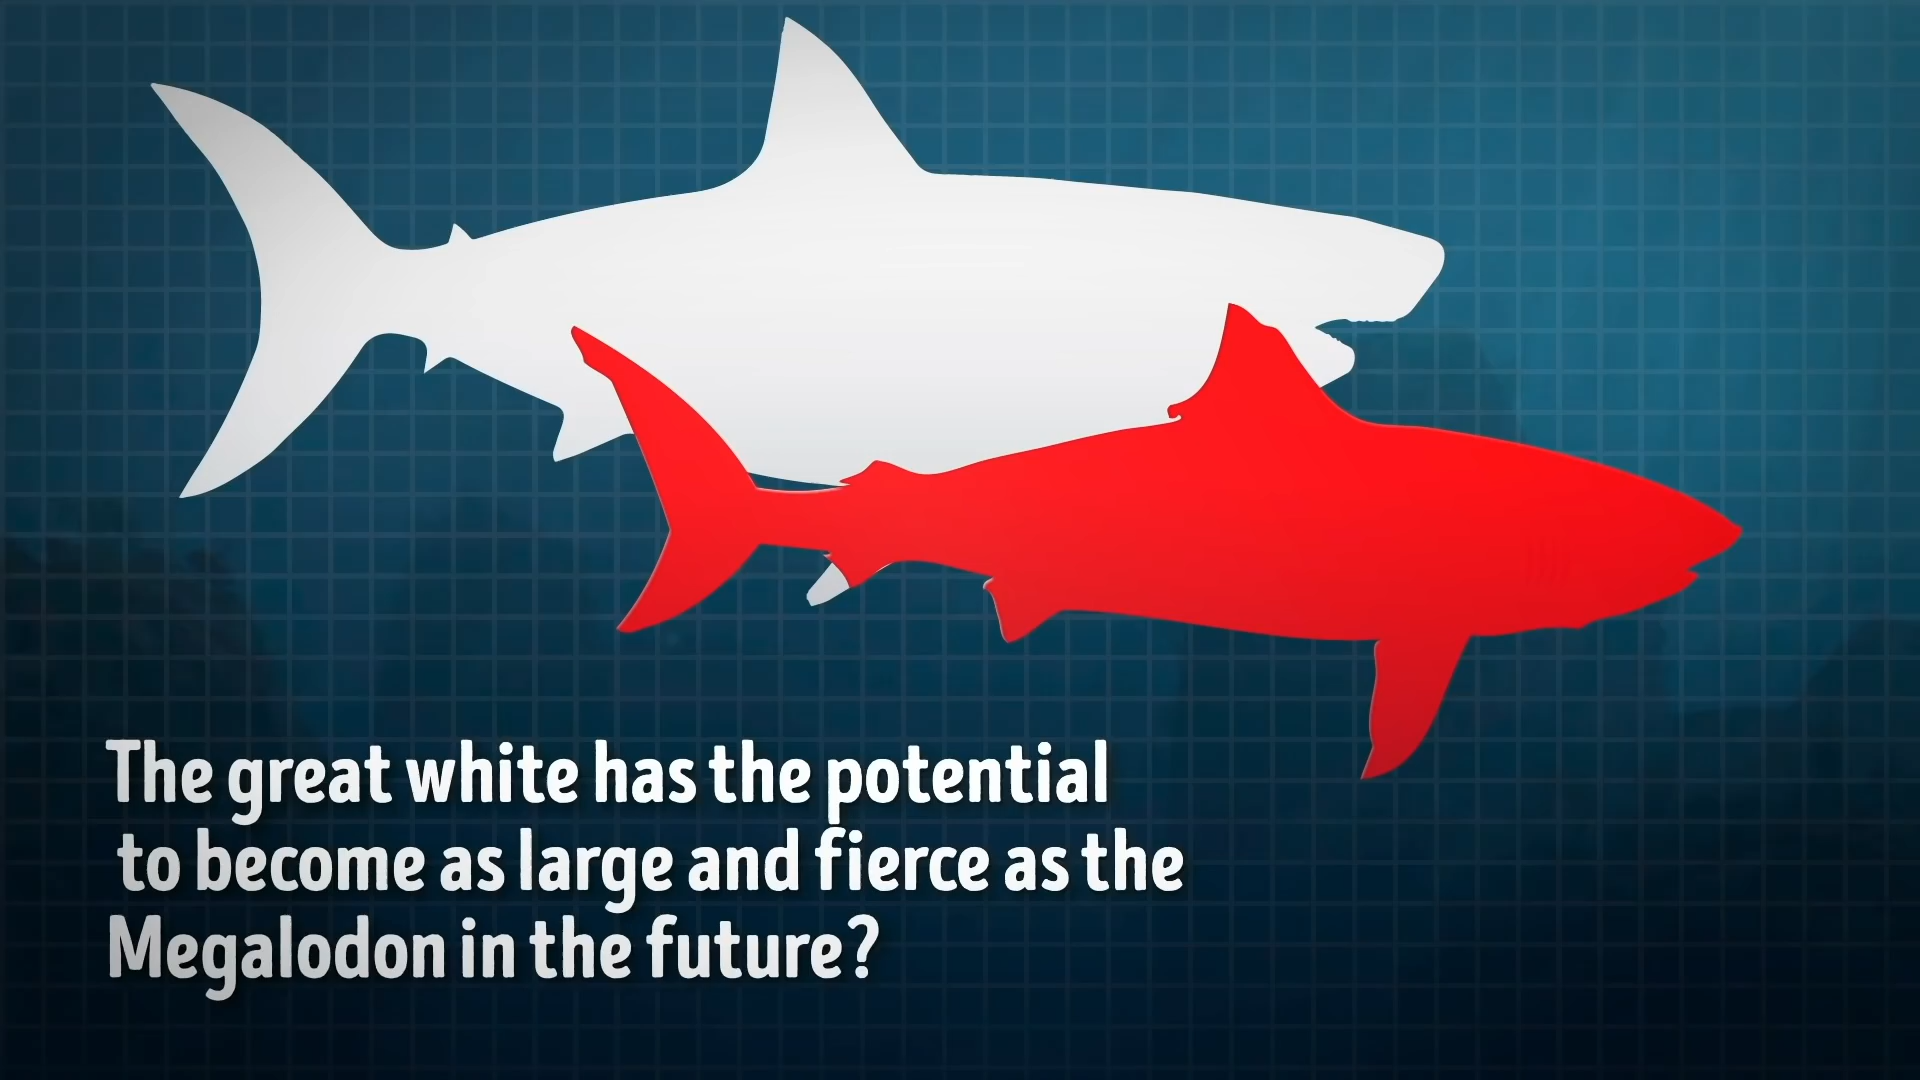 The great white has the potential
to become as large and fierce as the
Megalodon in the future?